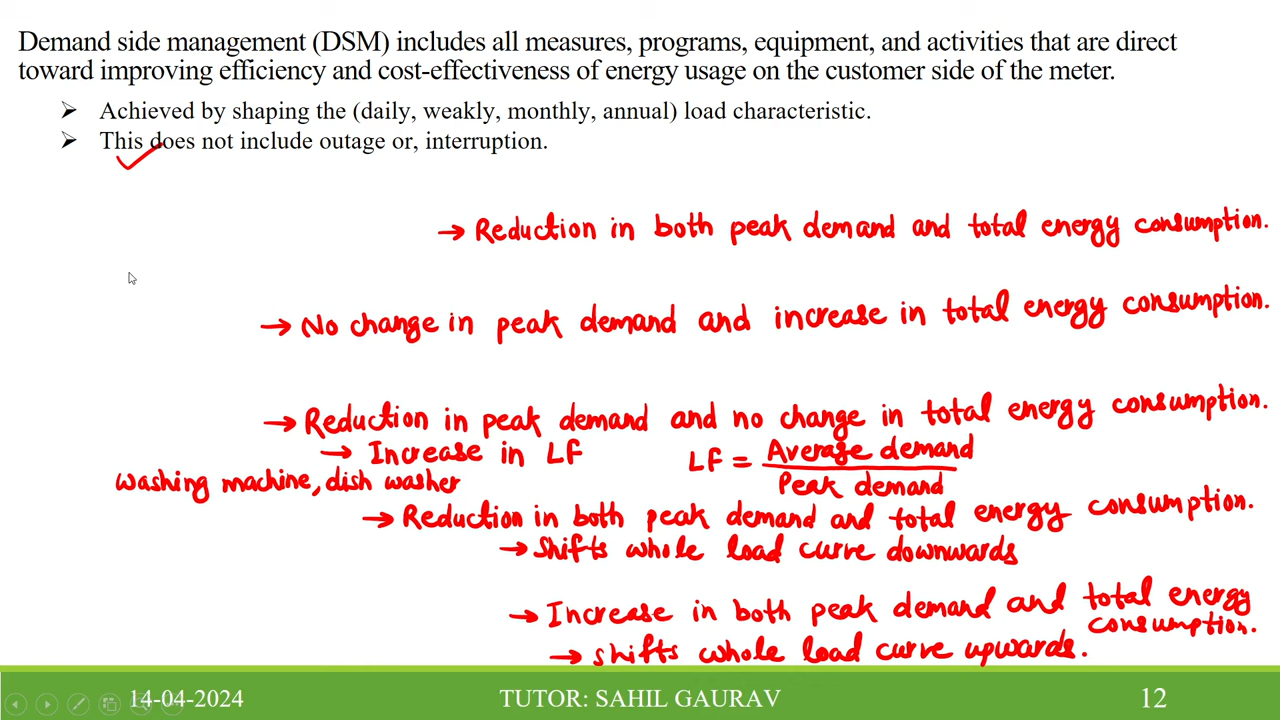 Demand side management (DSM) includes all measures, programs, equipment, and activities that are direct
toward improving efficiency and cost-effectiveness of energy usage on the customer side of the meter.
➢ Achieved by shaping the (daily, weakly, monthly, annual) load characteristic.
➢ This does not include outage or, interruption.
→ Reduction in both peak demand and total energy consumption.
→ No change in peak demand and increase in total energy consumption.
→ Reduction in peak demand and no change in total energy consumption.
→ Increase in LF
LF = Average demand
Peak demand
washing machine, dish washer
→ Reduction in both peak demand and total energy consumption.
→ Shifts whole load curve downwards
→ Increase in both peak demand and total energy
consumption.
→ Shifts whole load curve upwards.
14-04-2024
TUTOR: SAHIL GAURAV
12